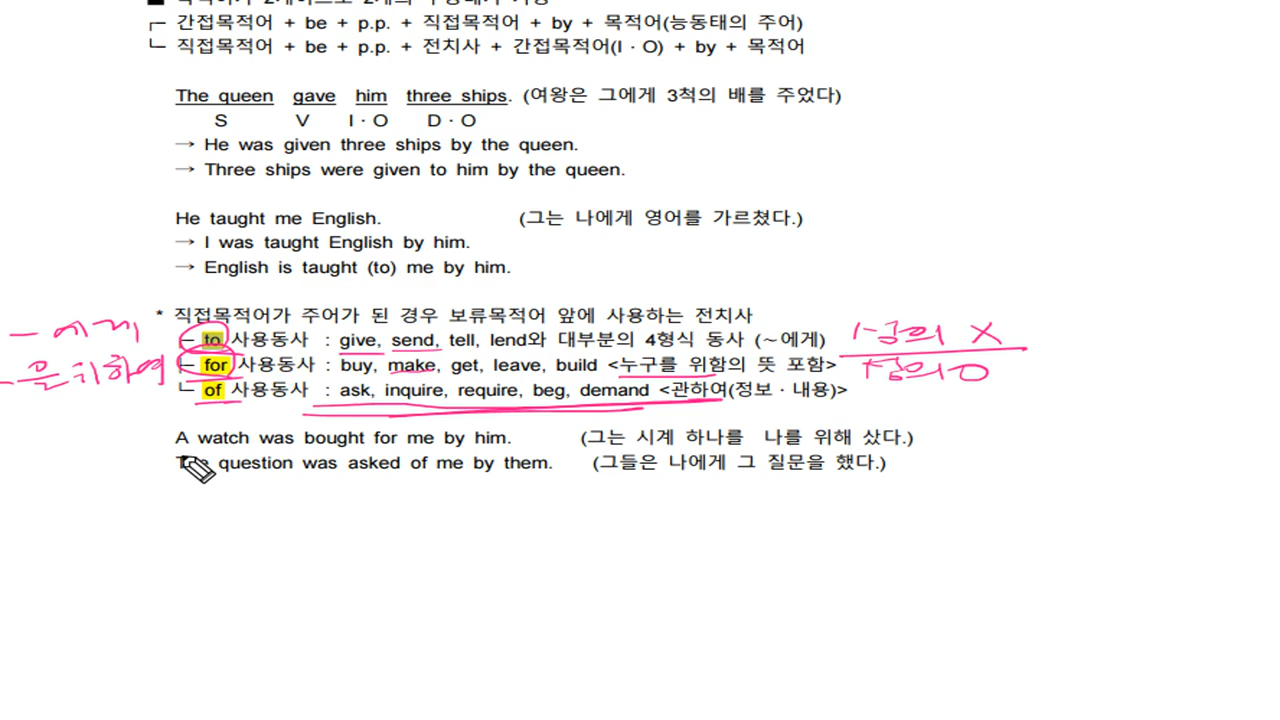 ┌ 간접목적어 + be + p.p. + 직접목적어 + by + 목적어(능동태의 주어)
└ 직접목적어 + be + p.p. + 전치사 + 간접목적어(I · O) + by + 목적어
The queen gave him three ships. (여왕은 그에게 3척의 배를 주었다)
S V I · O D · O
→ He was given three ships by the queen.
→ Three ships were given to him by the queen.
He taught me English. (그는 나에게 영어를 가르쳤다.)
→ I was taught English by him.
→ English is taught (to) me by him.
* 직접목적어가 주어가 된 경우 보류목적어 앞에 사용하는 전치사
- 에게 ┌ to 사용동사 : give, send, tell, lend와 대부분의 4형식 동사 (~에게) X
├ for 사용동사 : buy, make, get, leave, build <누구를 위함의 뜻 포함>
└ of 사용동사 : ask, inquire, require, beg, demand <관하여(정보 · 내용)>
A watch was bought for me by him. (그는 시계 하나를 나를 위해 샀다.)
question was asked of me by them. (그들은 나에게 그 질문을 했다.)